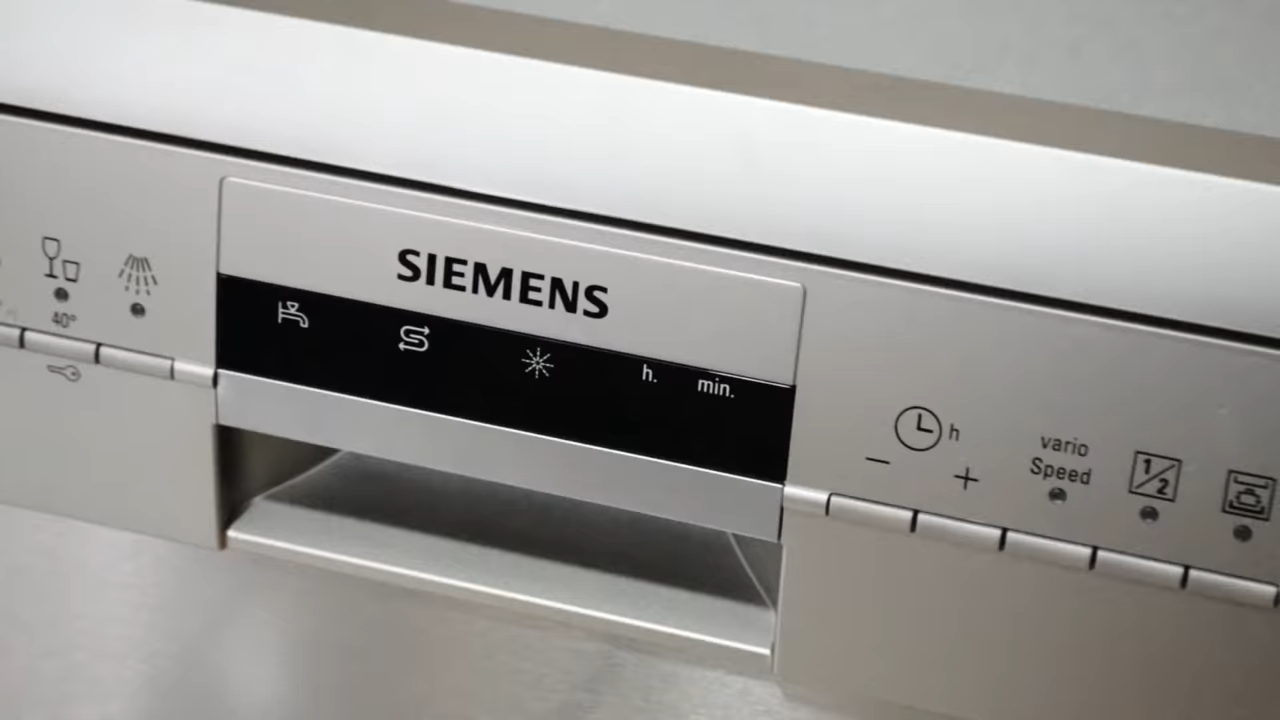 SIEMENS
h. min.
40°
h
vario
Speed
− +
1/2